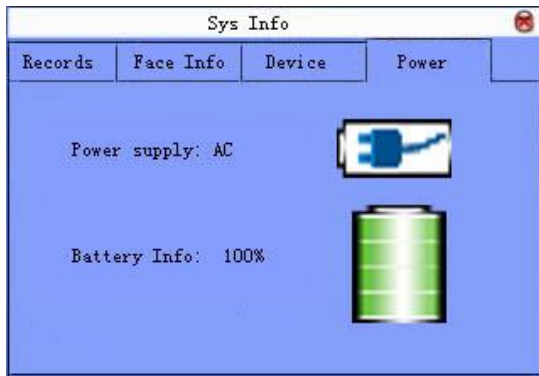 Sys Info
Records Face Info Device Power
Power supply: AC
Battery Info: 100%